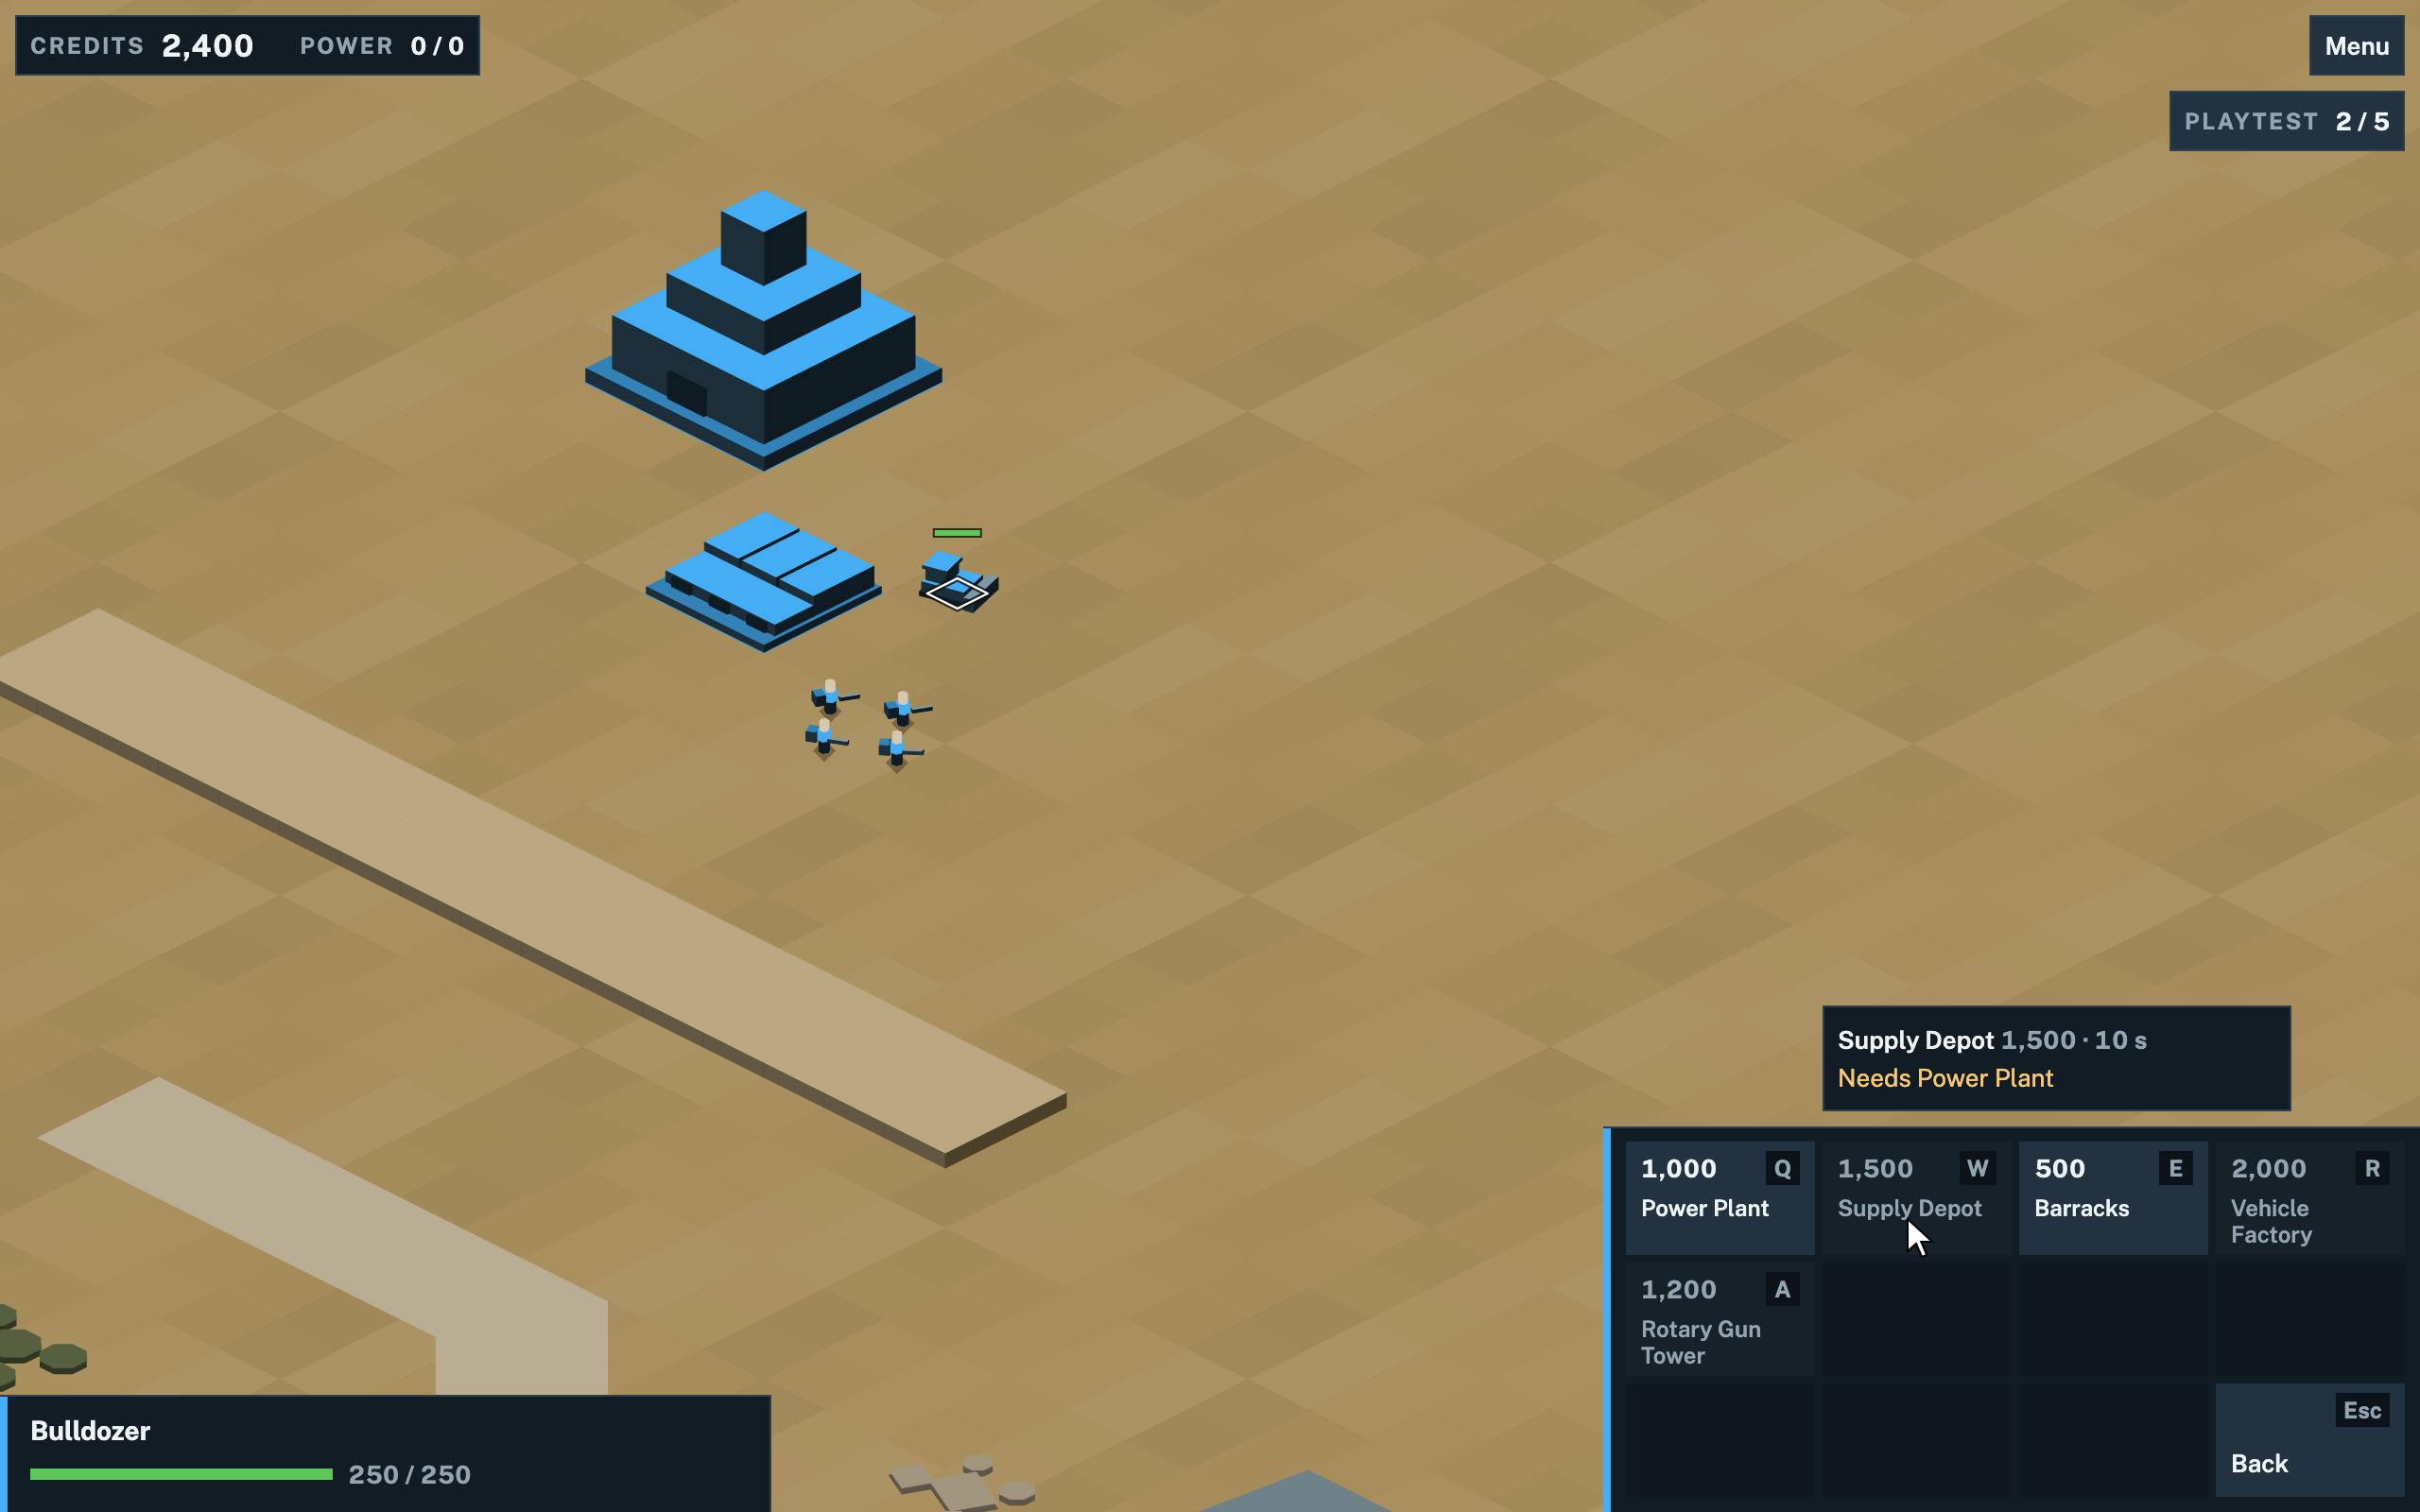 CREDITS 2,400 POWER 0 / 0
Menu
PLAYTEST 2 / 5
Supply Depot 1,500 · 10 s
Needs Power Plant
1,000 Q
Power Plant
1,500 W
Supply Depot
500 E
Barracks
2,000 R
Vehicle
Factory
1,200 A
Rotary Gun
Tower
Esc
Back
Bulldozer
250 / 250